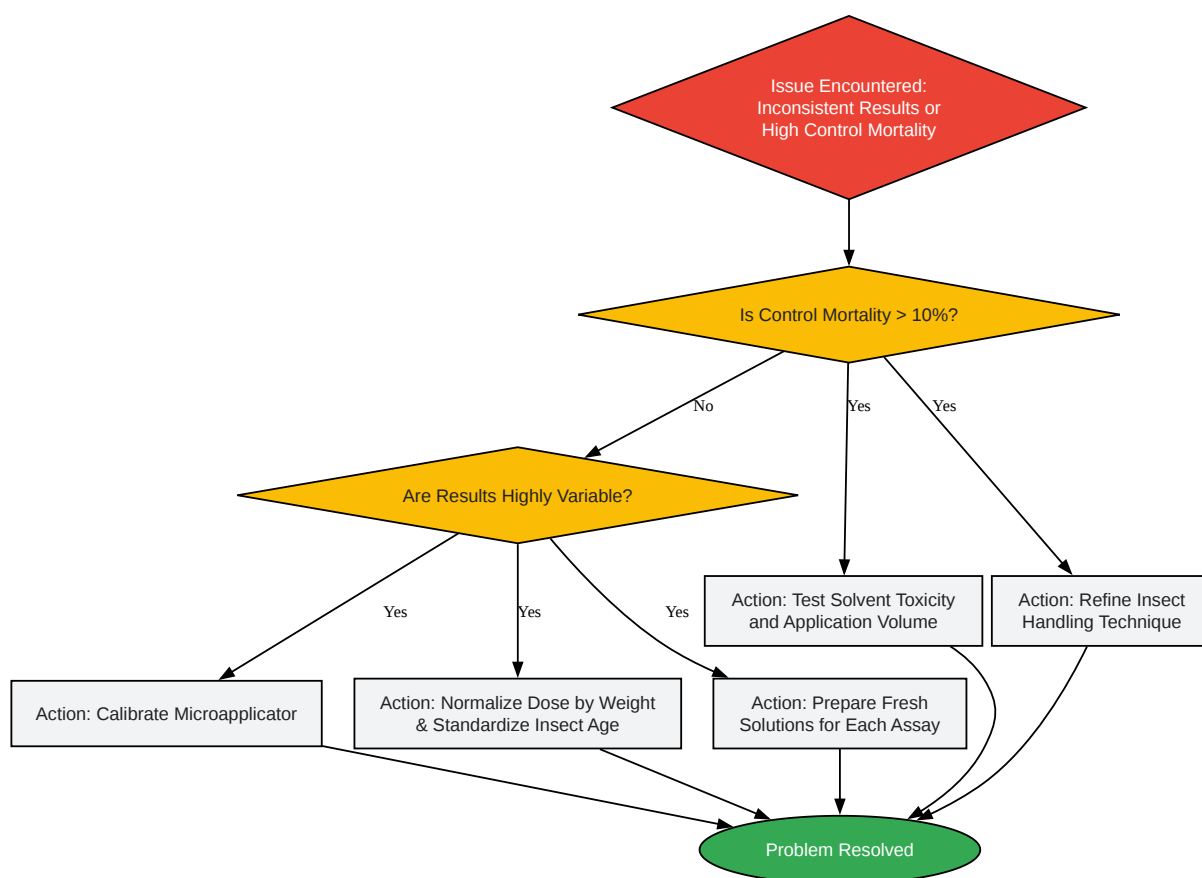 Issue Encountered:
Inconsistent Results or
High Control Mortality
Is Control Mortality > 10%?
No
Yes
Yes
Are Results Highly Variable?
Yes
Yes
Yes
Action: Test Solvent Toxicity
and Application Volume
Action: Refine Insect
Handling Technique
Action: Calibrate Microapplicator
Action: Normalize Dose by Weight
& Standardize Insect Age
Action: Prepare Fresh
Solutions for Each Assay
Problem Resolved